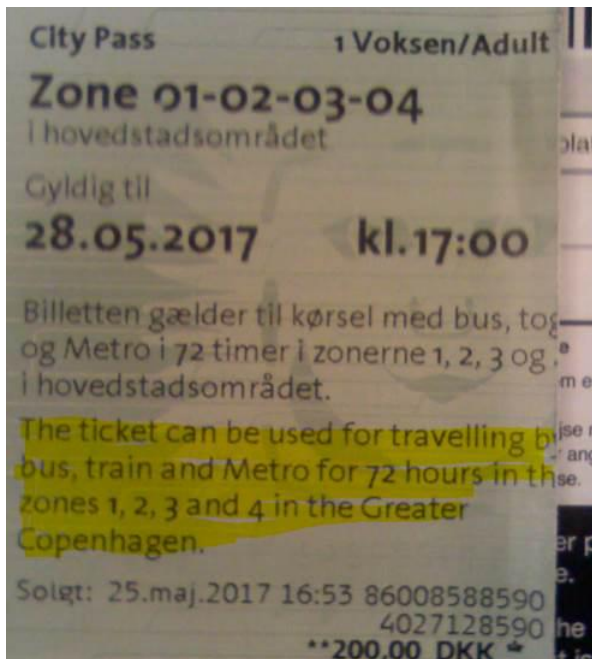 City Pass 1 Voksen/Adult
Zone 01-02-03-04
i hovedstadsområdet
Gyldig til
28.05.2017 kl.17:00
Billetten gælder til kørsel med bus, tog
og Metro i 72 timer i zonerne 1, 2, 3 og
i hovedstadsområdet.
The ticket can be used for travelling
bus, train and Metro for 72 hours in
zones 1, 2, 3 and 4 in the Greater
Copenhagen.
Solgt: 25.maj.2017 16:53 86008588590
4027128590
**200,00 DKK *